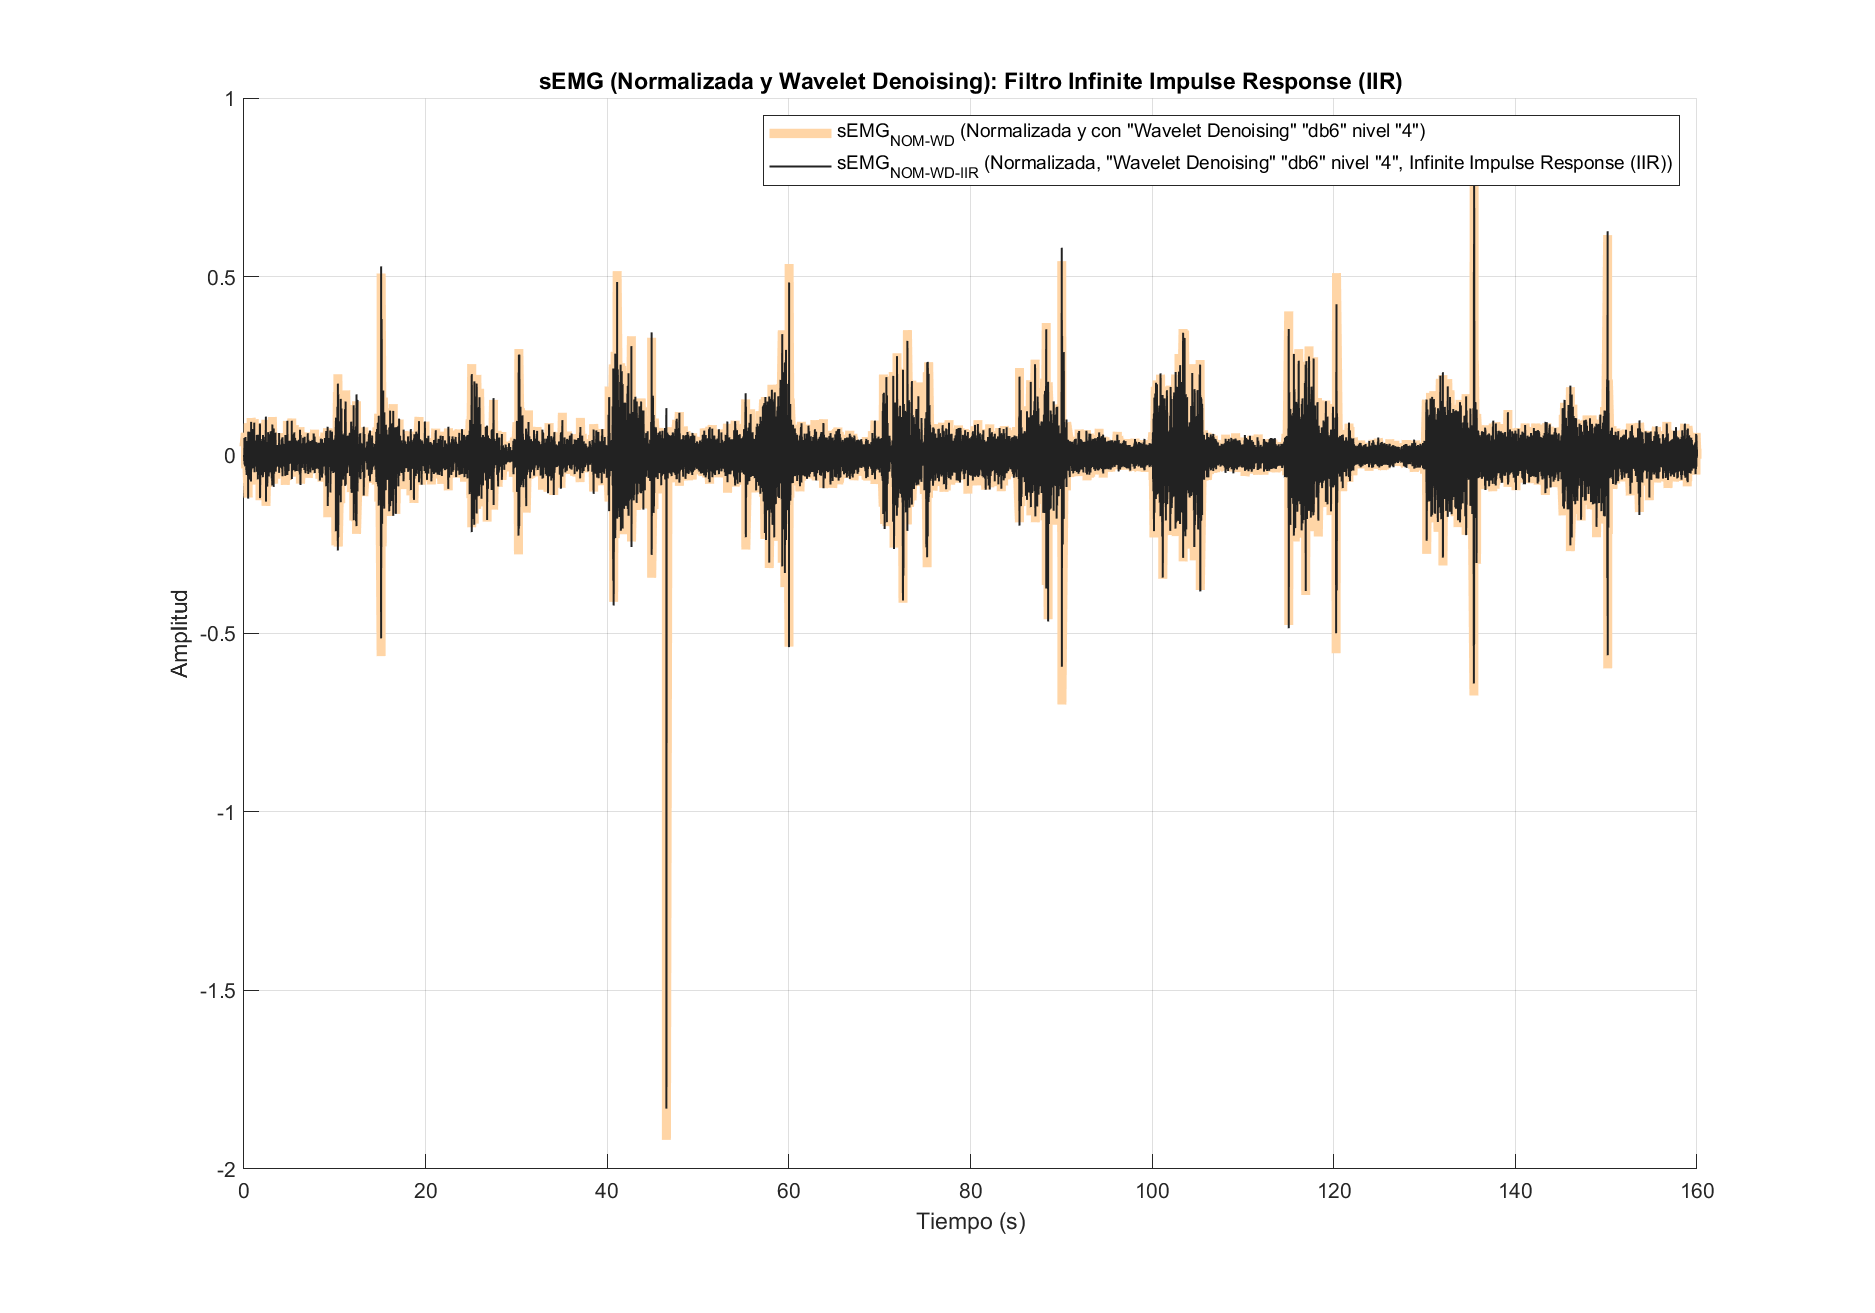 sEMG (Normalizada y Wavelet Denoising): Filtro Infinite Impulse Response (IIR)
sEMG_NOM-WD (Normalizada y con "Wavelet Denoising" "db6" nivel "4")
sEMG_NOM-WD-IIR (Normalizada, "Wavelet Denoising" "db6" nivel "4", Infinite Impulse Response (IIR))
1
0.5
0
-0.5
-1
-1.5
-2
Amplitud
0 20 40 60 80 100 120 140 160
Tiempo (s)